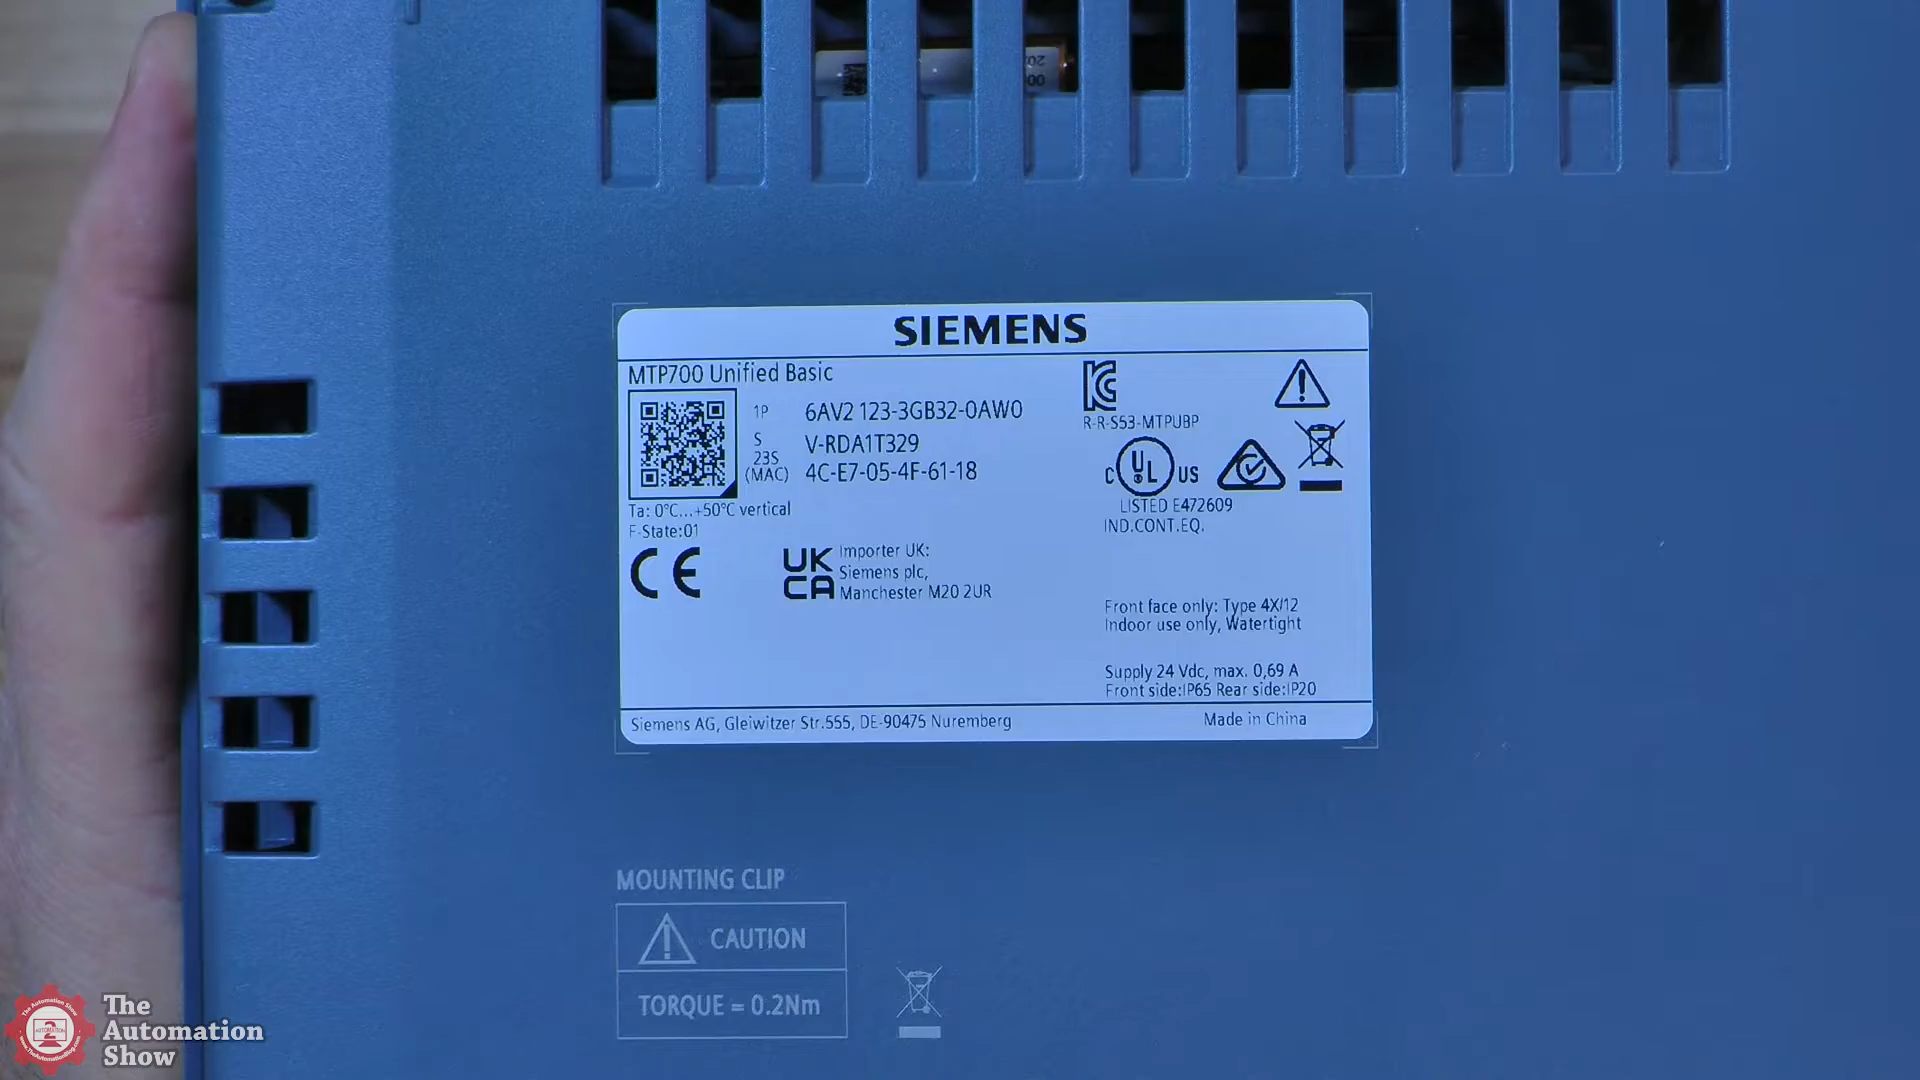 SIEMENS
MTP700 Unified Basic
1P 6AV2 123-3GB32-0AW0
S V-RDA1T329
23S
(MAC) 4C-E7-05-4F-61-18
Ta: 0°C...+50°C vertical
F-State:01
R-R-S53-MTPUBP
C UL US
LISTED E472609
IND.CONT.EQ.
CE
UK
CA
Importer UK:
Siemens plc,
Manchester M20 2UR
Front face only: Type 4X/12
Indoor use only, Watertight
Supply 24 Vdc, max. 0,69 A
Front side:IP65 Rear side:IP20
Siemens AG, Gleiwitzer Str.555, DE-90475 Nuremberg
Made in China
MOUNTING CLIP
CAUTION
TORQUE = 0.2Nm
The
Automation
Show